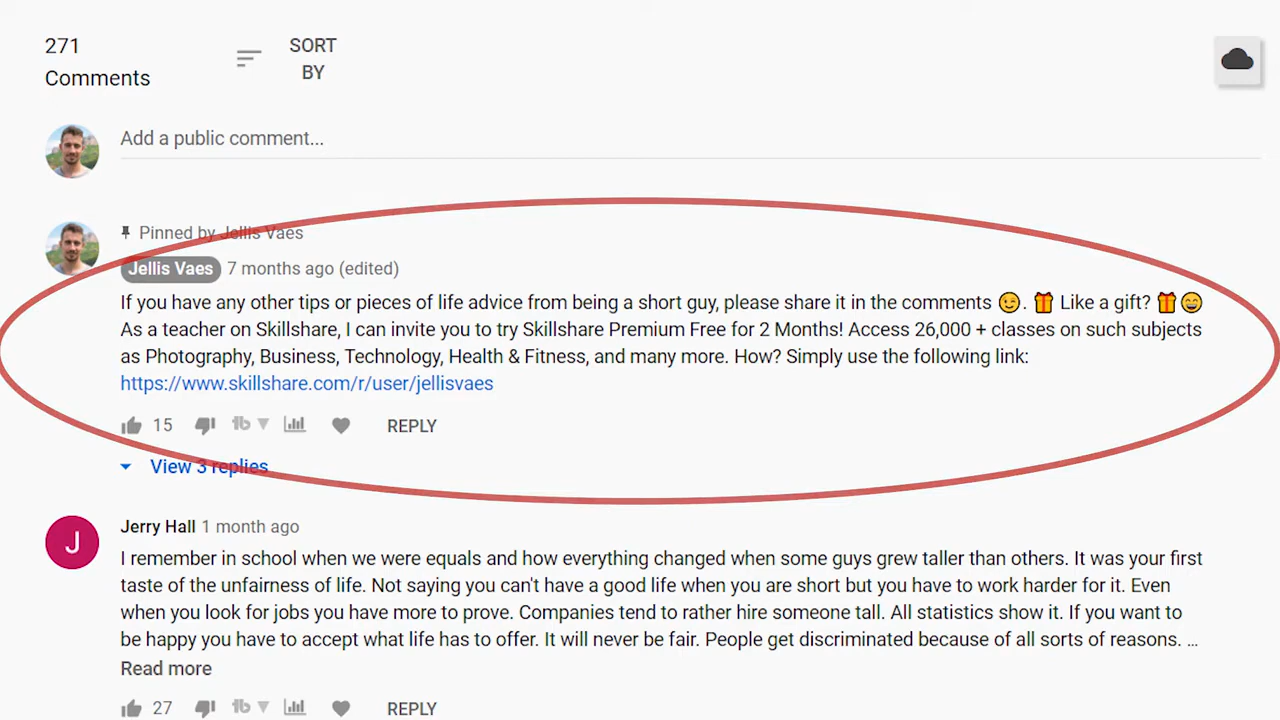 271
Comments
SORT
BY
Add a public comment...
Pinned by Jellis Vaes
Jellis Vaes 7 months ago (edited)
If you have any other tips or pieces of life advice from being a short guy, please share it in the comments 😉. 🎁 Like a gift? 🎁😄
As a teacher on Skillshare, I can invite you to try Skillshare Premium Free for 2 Months! Access 26,000 + classes on such subjects
as Photography, Business, Technology, Health & Fitness, and many more. How? Simply use the following link:
https://www.skillshare.com/r/user/jellisvaes
15 tb REPLY
View 3 replies
J
Jerry Hall 1 month ago
I remember in school when we were equals and how everything changed when some guys grew taller than others. It was your first
taste of the unfairness of life. Not saying you can't have a good life when you are short but you have to work harder for it. Even
when you look for jobs you have more to prove. Companies tend to rather hire someone tall. All statistics show it. If you want to
be happy you have to accept what life has to offer. It will never be fair. People get discriminated because of all sorts of reasons. ...
Read more
27 tb REPLY